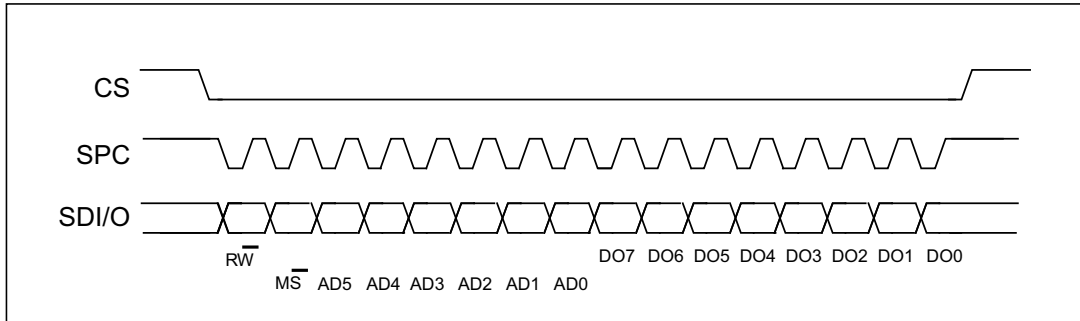 CS
SPC
SDI/O
RW̅ DO7 DO6 DO5 DO4 DO3 DO2 DO1 DO0
MS̅ AD5 AD4 AD3 AD2 AD1 AD0